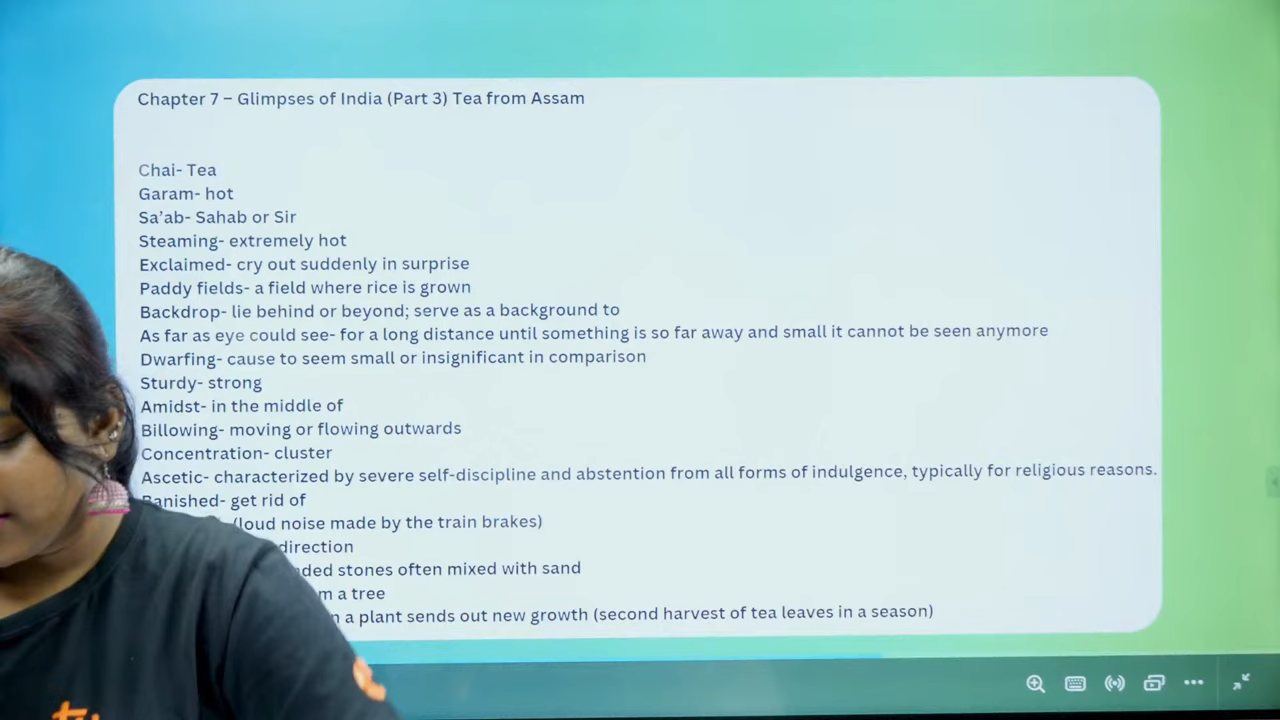 Chapter 7 – Glimpses of India (Part 3) Tea from Assam
Chai- Tea
Garam- hot
Sa'ab- Sahab or Sir
Steaming- extremely hot
Exclaimed- cry out suddenly in surprise
Paddy fields- a field where rice is grown
Backdrop- lie behind or beyond; serve as a background to
As far as eye could see- for a long distance until something is so far away and small it cannot be seen anymore
Dwarfing- cause to seem small or insignificant in comparison
Sturdy- strong
Amidst- in the middle of
Billowing- moving or flowing outwards
Concentration- cluster
Ascetic- characterized by severe self-discipline and abstention from all forms of indulgence, typically for religious reasons.
Banished- get rid of
(loud noise made by the train brakes)
direction
stones often mixed with sand
a tree
a plant sends out new growth (second harvest of tea leaves in a season)